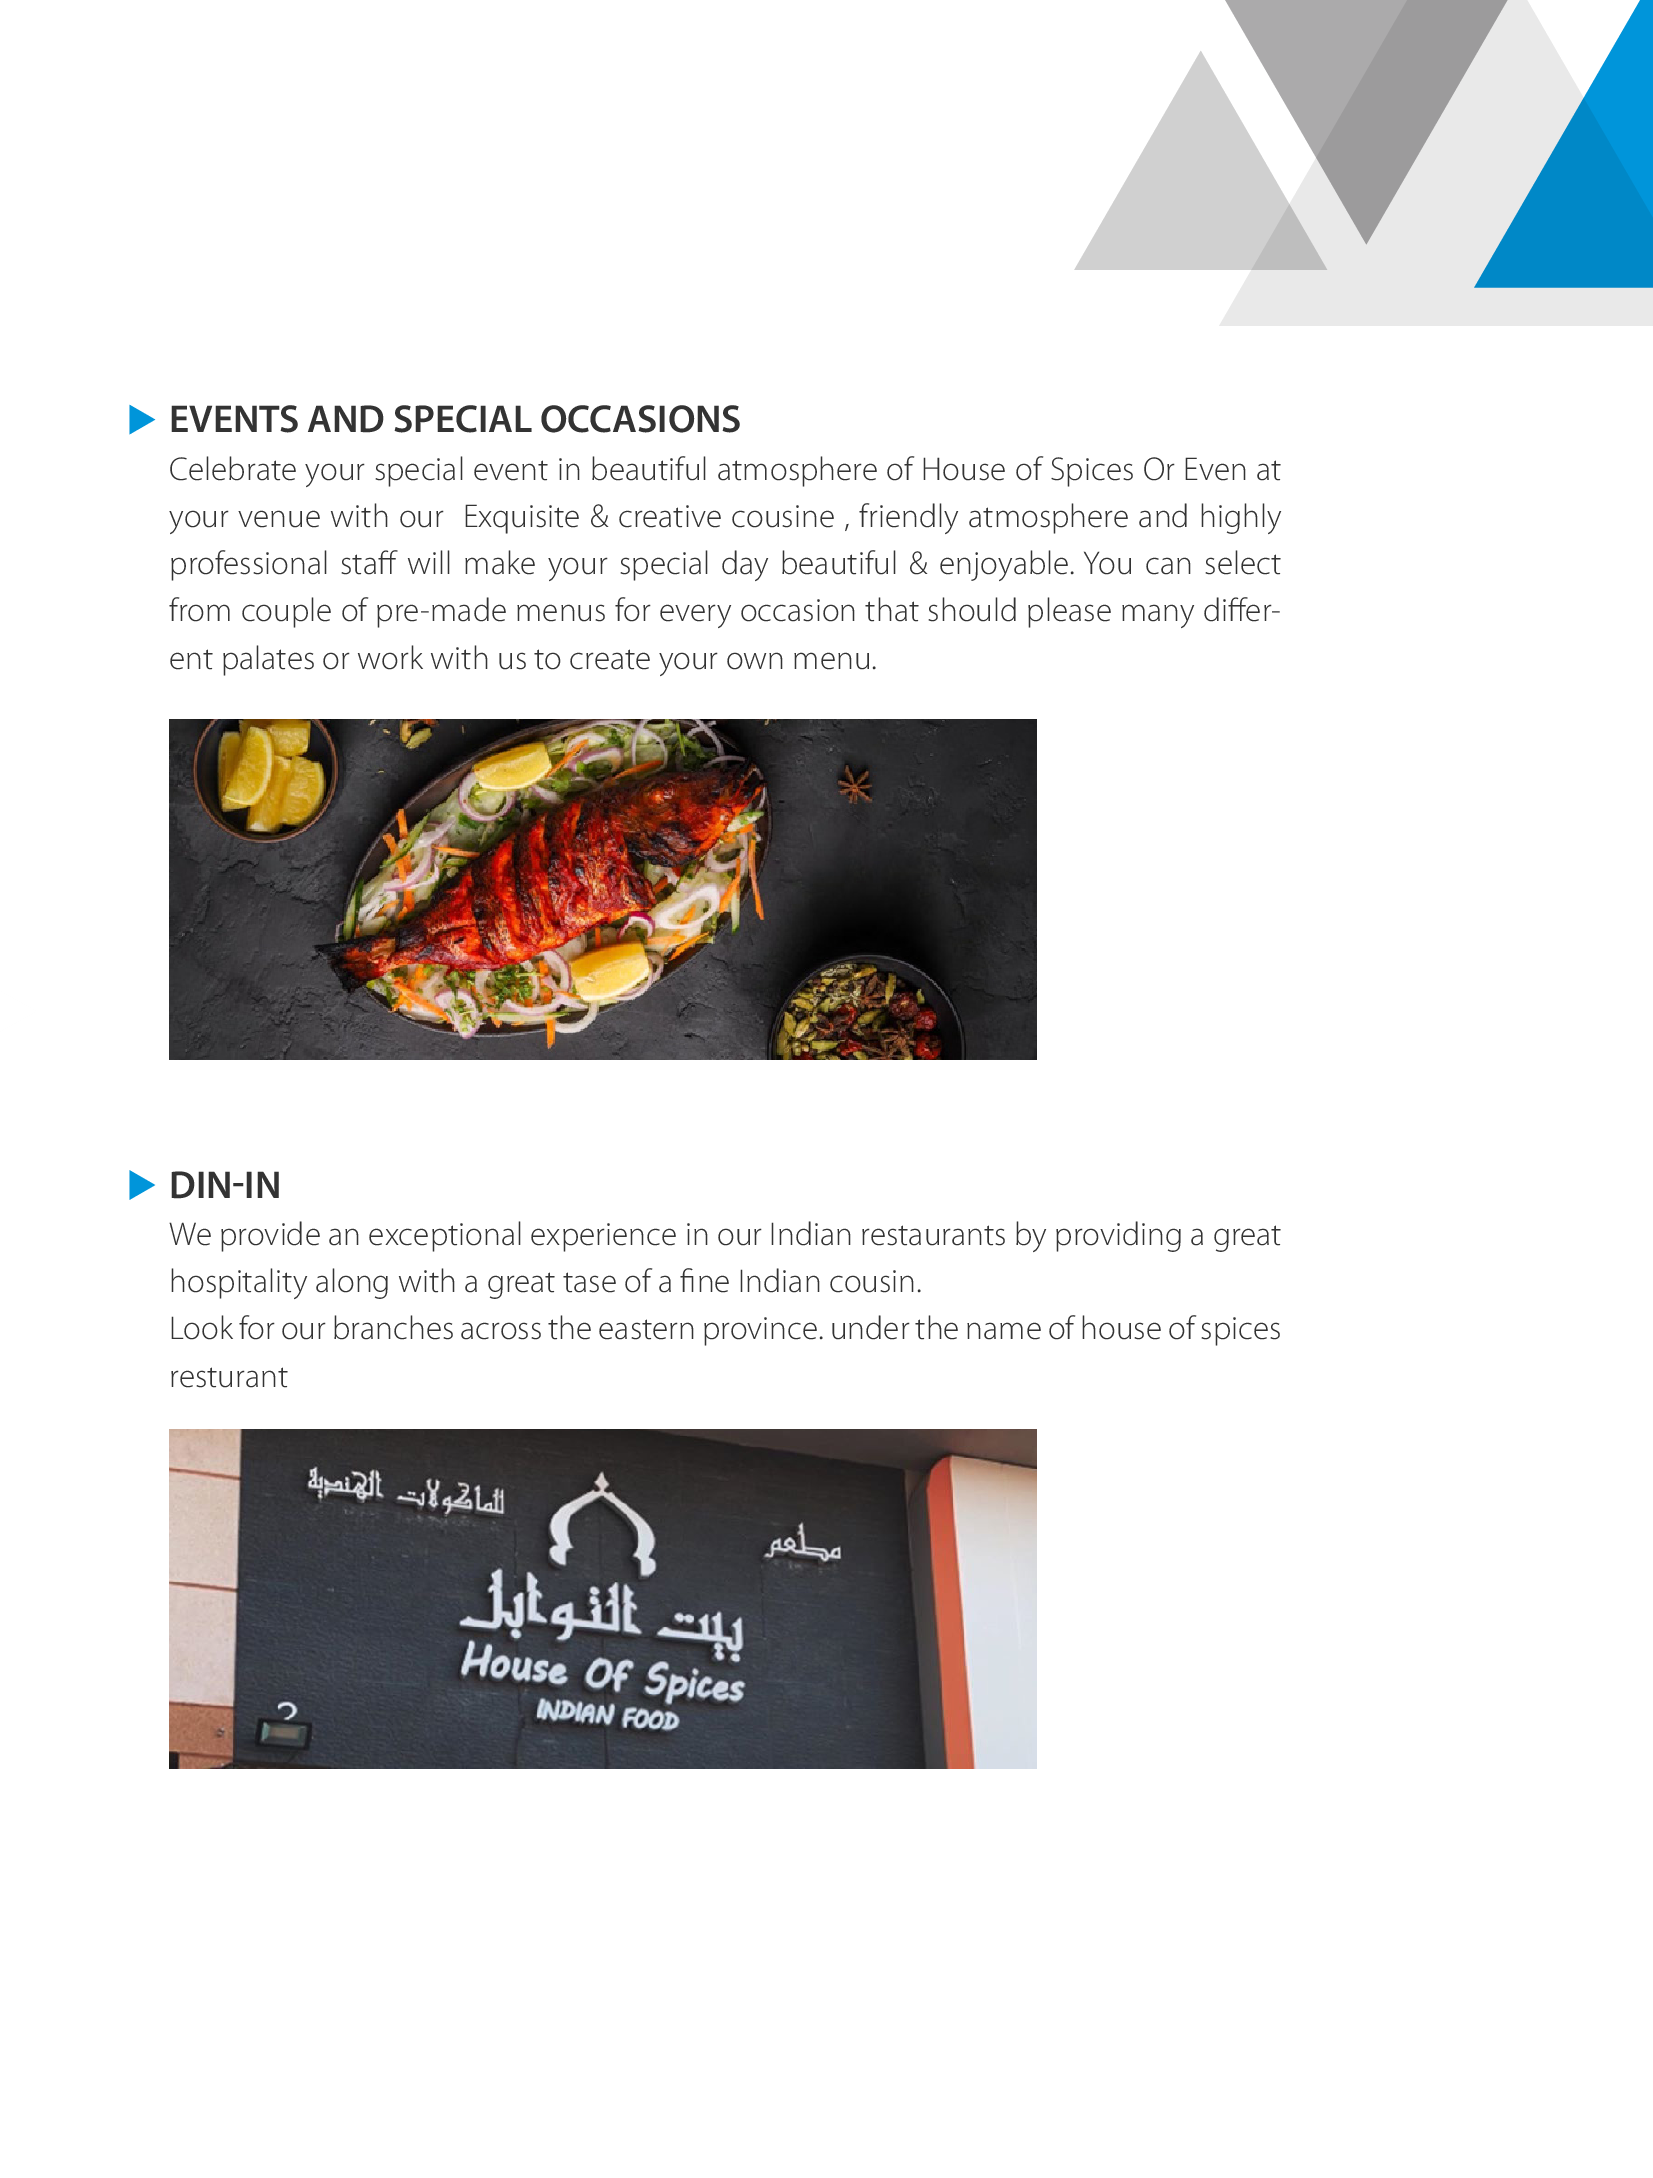 EVENTS AND SPECIAL OCCASIONS
Celebrate your special event in beautiful atmosphere of House of Spices Or Even at
your venue with our  Exquisite & creative cousine , friendly atmosphere and highly
professional staff will make your special day beautiful & enjoyable. You can select
from couple of pre-made menus for every occasion that should please many differ-
ent palates or work with us to create your own menu.
DIN-IN
We provide an exceptional experience in our Indian restaurants by providing a great
hospitality along with a great tase of a fine Indian cousin.
Look for our branches across the eastern province. under the name of house of spices
resturant
مطعم
للماكولات الهندية
بيت التوابل
House Of Spices
INDIAN FOOD